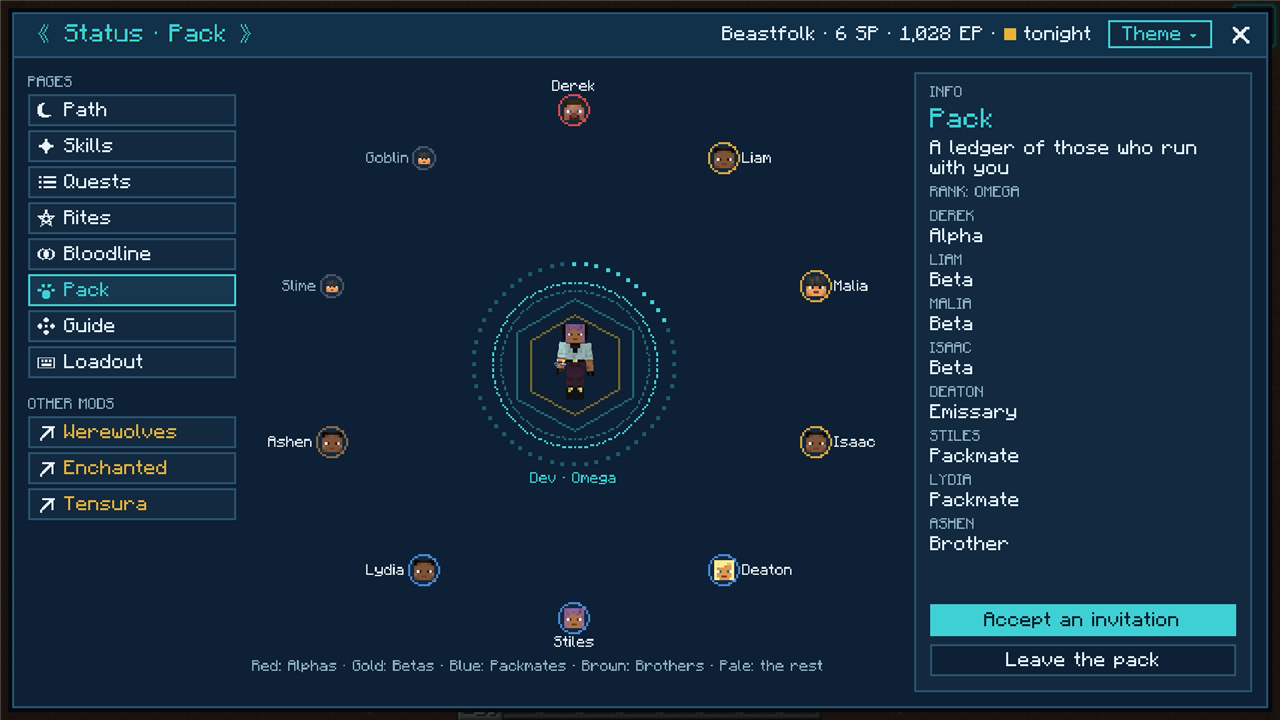 《 Status · Pack 》
Beastfolk · 6 SP · 1,028 EP · tonight
Theme
PAGES
Path
Skills
Quests
Rites
Bloodline
Pack
Guide
Loadout
OTHER MODS
Werewolves
Enchanted
Tensura
Derek
Goblin
Liam
Slime
Malia
Ashen
Isaac
Dev · Omega
Lydia
Deaton
Stiles
Red: Alphas · Gold: Betas · Blue: Packmates · Brown: Brothers · Pale: the rest
INFO
Pack
A ledger of those who run
with you
RANK: OMEGA
DEREK
Alpha
LIAM
Beta
MALIA
Beta
ISAAC
Beta
DEATON
Emissary
STILES
Packmate
LYDIA
Packmate
ASHEN
Brother
Accept an invitation
Leave the pack